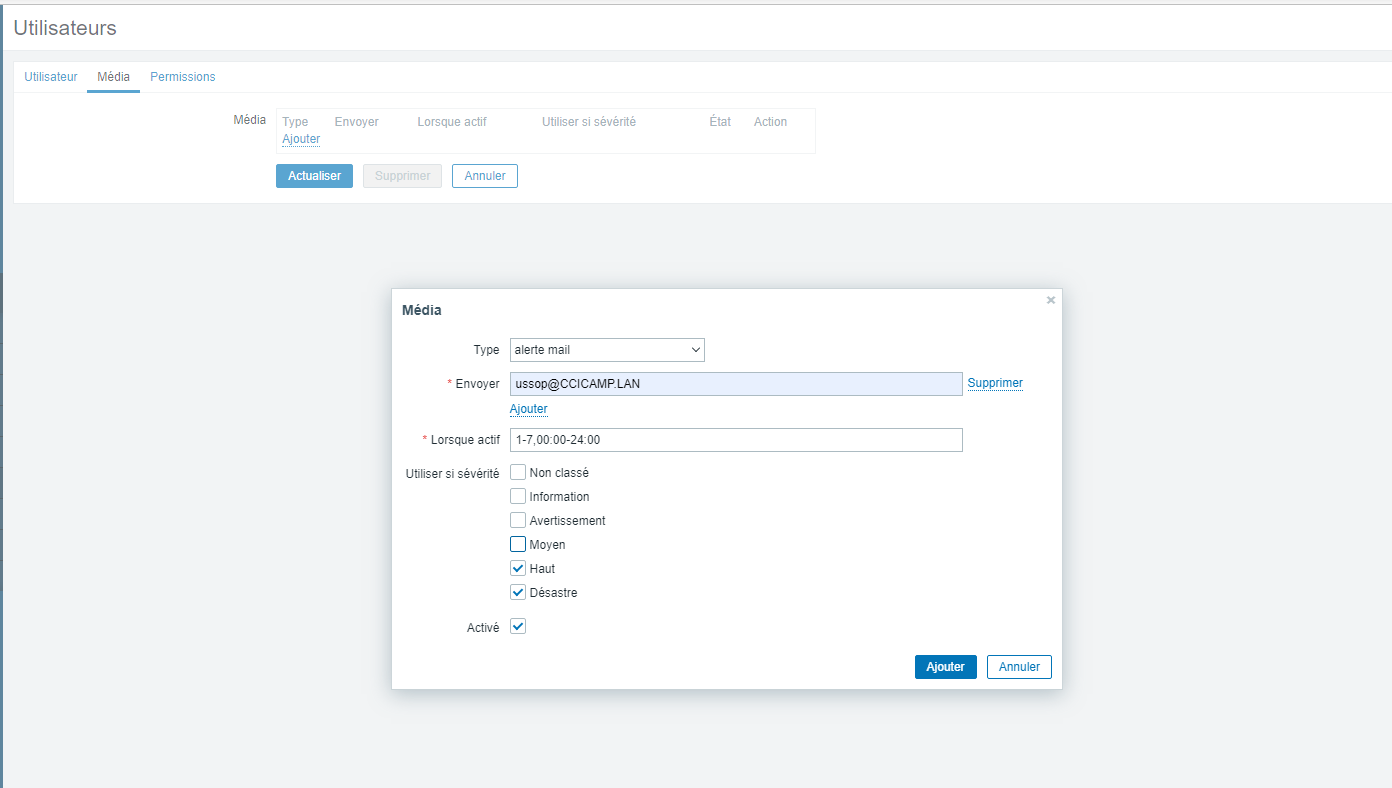 Utilisateurs
Utilisateur Média Permissions
Média Type Envoyer Lorsque actif Utiliser si sévérité État Action
Ajouter
Actualiser Supprimer Annuler
Média
Type alerte mail
* Envoyer ussop@CCICAMP.LAN Supprimer
Ajouter
* Lorsque actif 1-7,00:00-24:00
Utiliser si sévérité Non classé
Information
Avertissement
Moyen
Haut
Désastre
Activé
Ajouter Annuler